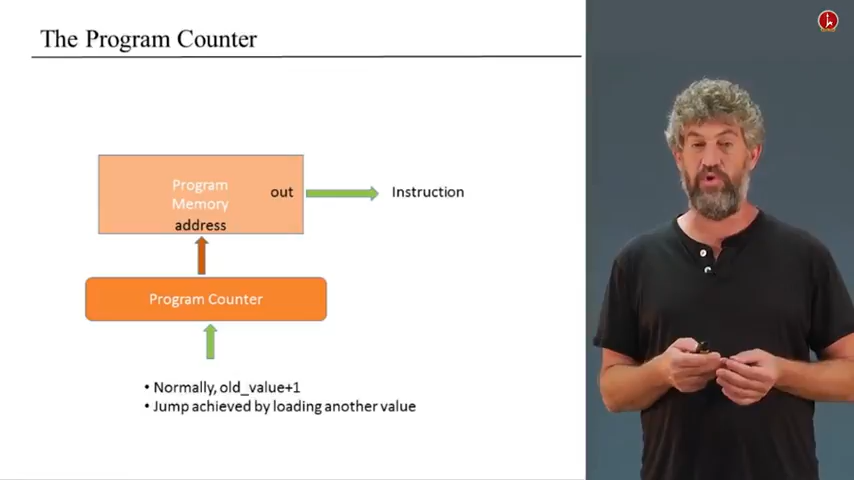 The Program Counter
Program
Memory
out
Instruction
address
Program Counter
• Normally, old_value+1
• Jump achieved by loading another value